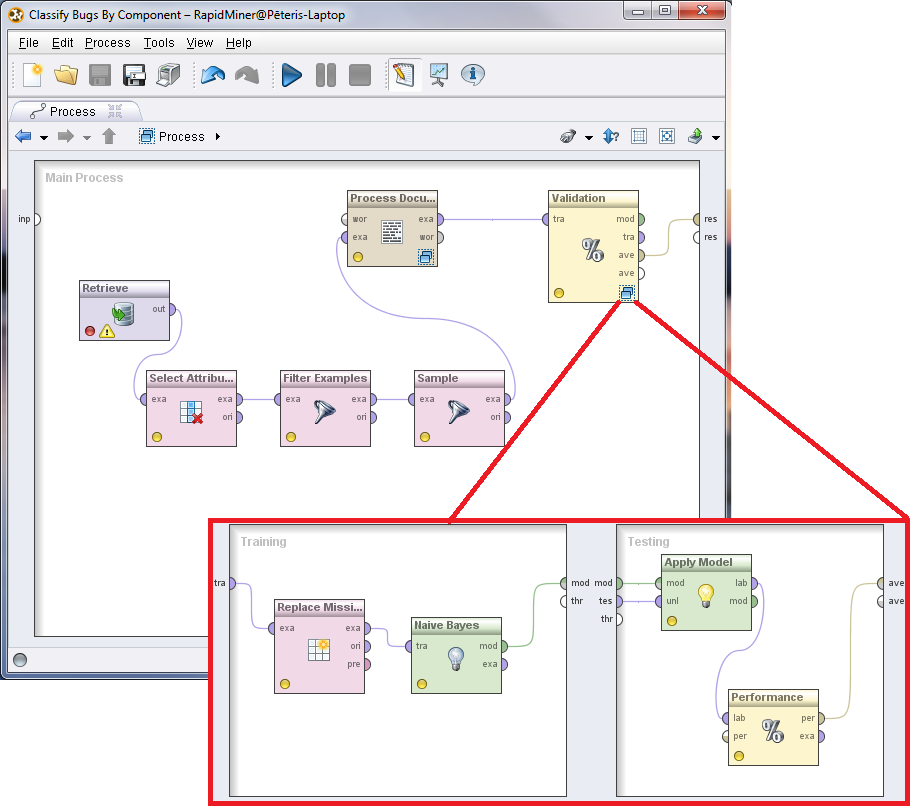 Classify Bugs By Component – RapidMiner@Pēteris-Laptop
File Edit Process Tools View Help
Process
Process
Main Process
inp
Retrieve
out
Select Attribu...
exa exa
ori
Filter Examples
exa exa
ori
Sample
exa exa
ori
Process Docu...
wor exa
exa wor
Validation
tra mod
tra
ave
ave
res
res
Training
tra
Replace Missi...
exa exa
ori
pre
Naive Bayes
tra mod
exa
mod
thr
Testing
mod
tes
thr
Apply Model
mod lab
unl mod
Performance
lab per
per exa
ave
ave